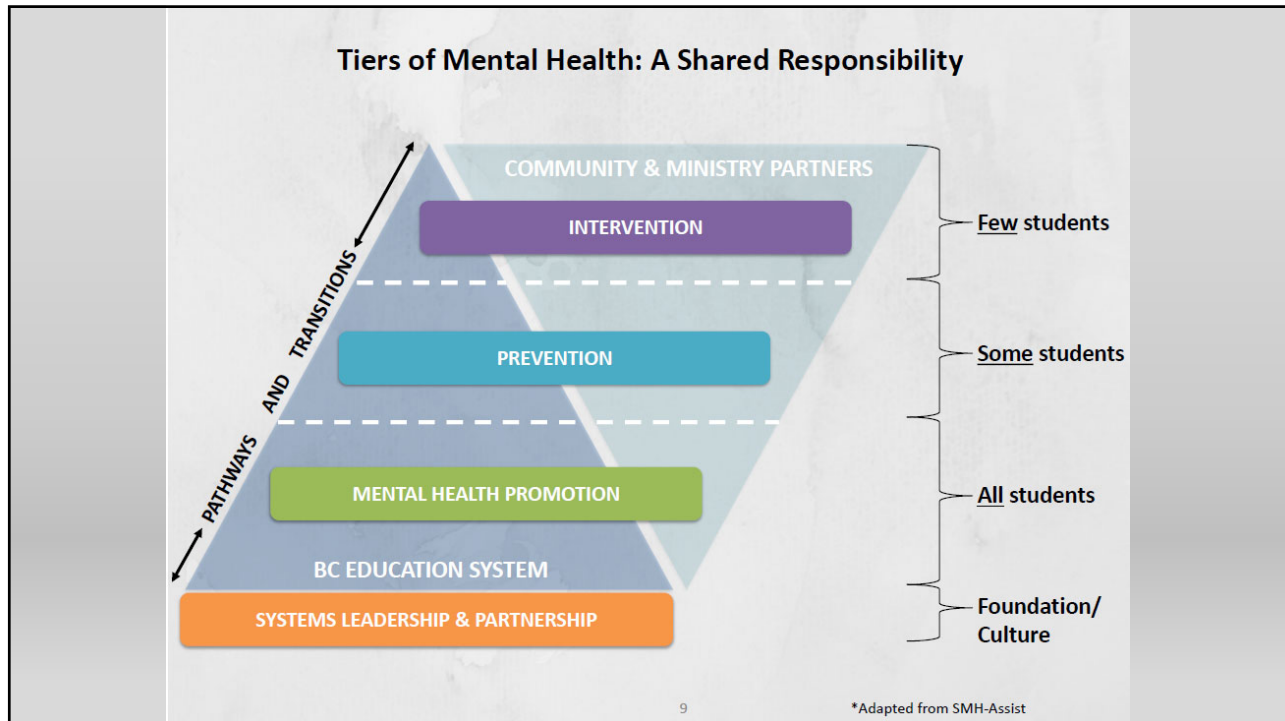 Tiers of Mental Health: A Shared Responsibility
COMMUNITY & MINISTRY PARTNERS
INTERVENTION
Few students
PATHWAYS AND TRANSITIONS
PREVENTION
Some students
MENTAL HEALTH PROMOTION
All students
BC EDUCATION SYSTEM
SYSTEMS LEADERSHIP & PARTNERSHIP
Foundation/
Culture
9
*Adapted from SMH-Assist